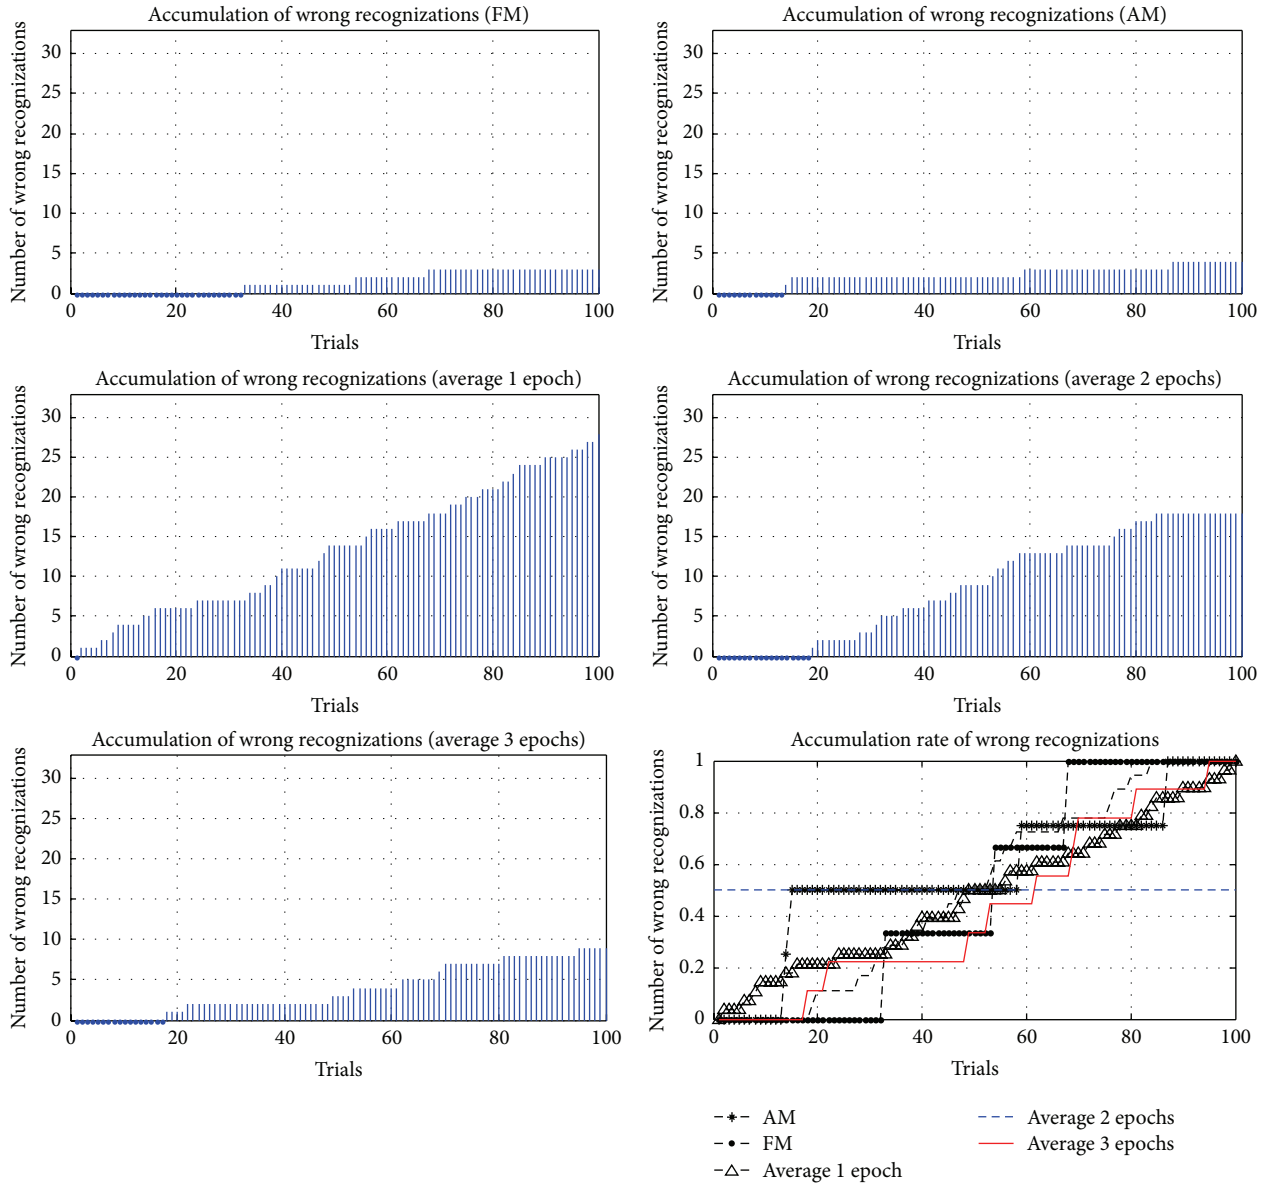 Accumulation of wrong recognizations (FM)
Number of wrong recognizations
30
25
20
15
10
5
0
0 20 40 60 80 100
Trials
Accumulation of wrong recognizations (AM)
Number of wrong recognizations
30
25
20
15
10
5
0
0 20 40 60 80 100
Trials
Accumulation of wrong recognizations (average 1 epoch)
Number of wrong recognizations
30
25
20
15
10
5
0
0 20 40 60 80 100
Trials
Accumulation of wrong recognizations (average 2 epochs)
Number of wrong recognizations
30
25
20
15
10
5
0
0 20 40 60 80 100
Trials
Accumulation of wrong recognizations (average 3 epochs)
Number of wrong recognizations
30
25
20
15
10
5
0
0 20 40 60 80 100
Trials
Accumulation rate of wrong recognizations
Number of wrong recognizations
1
0.8
0.6
0.4
0.2
0
0 20 40 60 80 100
Trials
AM
FM
Average 1 epoch
Average 2 epochs
Average 3 epochs